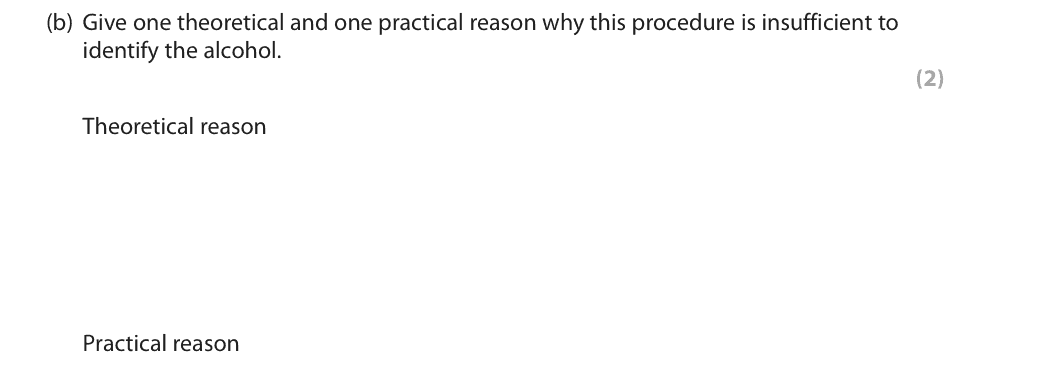 (b) Give one theoretical and one practical reason why this procedure is insufficient to
identify the alcohol.
(2)
Theoretical reason
Practical reason